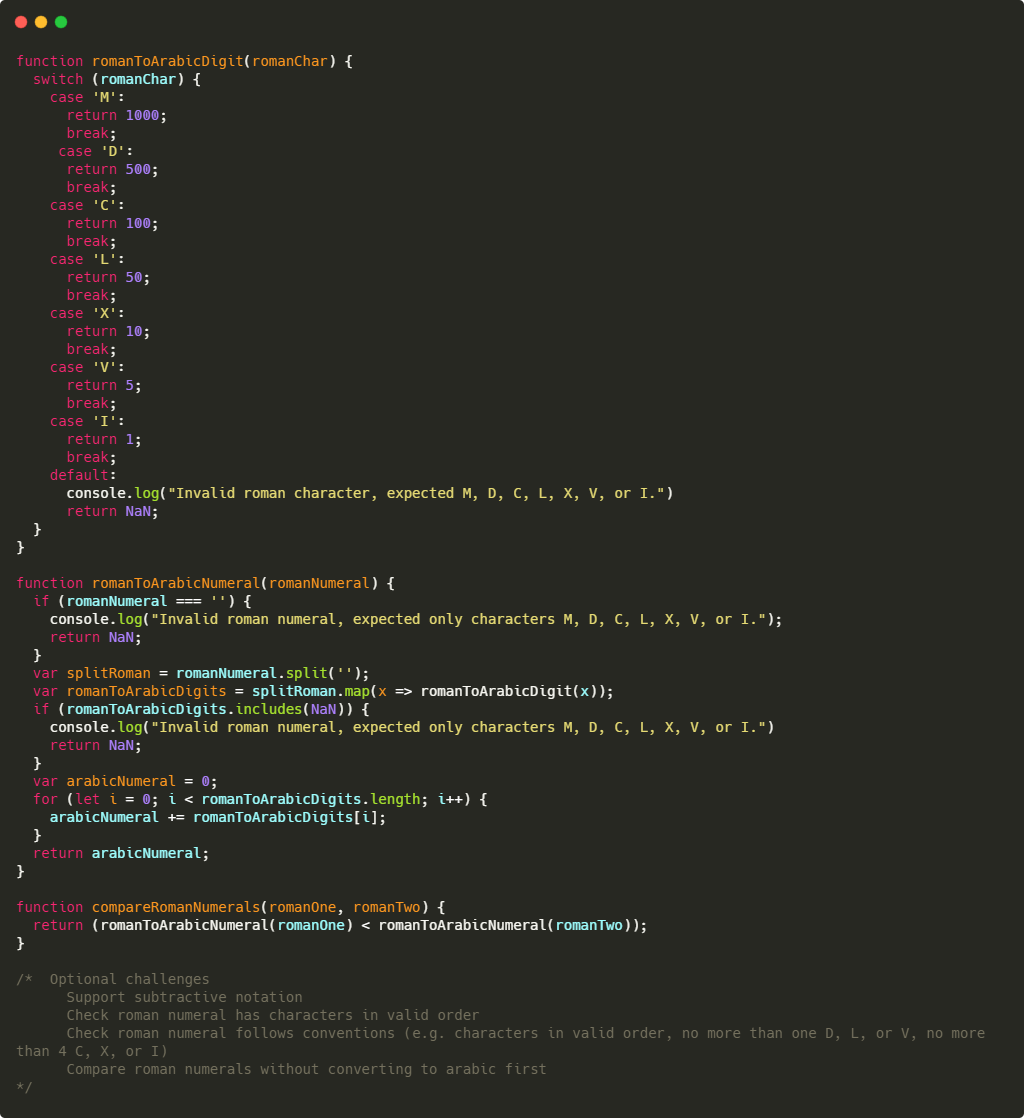 function romanToArabicDigit(romanChar) {
  switch (romanChar) {
    case 'M':
      return 1000;
      break;
     case 'D':
      return 500;
      break;
    case 'C':
      return 100;
      break;
    case 'L':
      return 50;
      break;
    case 'X':
      return 10;
      break;
    case 'V':
      return 5;
      break;
    case 'I':
      return 1;
      break;
    default:
      console.log("Invalid roman character, expected M, D, C, L, X, V, or I.")
      return NaN;
  }
}

function romanToArabicNumeral(romanNumeral) {
  if (romanNumeral === '') {
    console.log("Invalid roman numeral, expected only characters M, D, C, L, X, V, or I.");
    return NaN;
  }
  var splitRoman = romanNumeral.split('');
  var romanToArabicDigits = splitRoman.map(x => romanToArabicDigit(x));
  if (romanToArabicDigits.includes(NaN)) {
    console.log("Invalid roman numeral, expected only characters M, D, C, L, X, V, or I.")
    return NaN;
  }
  var arabicNumeral = 0;
  for (let i = 0; i < romanToArabicDigits.length; i++) {
    arabicNumeral += romanToArabicDigits[i];
  }
  return arabicNumeral;
}

function compareRomanNumerals(romanOne, romanTwo) {
  return (romanToArabicNumeral(romanOne) < romanToArabicNumeral(romanTwo));
}

/*  Optional challenges
      Support subtractive notation
      Check roman numeral has characters in valid order
      Check roman numeral follows conventions (e.g. characters in valid order, no more than one D, L, or V, no more
than 4 C, X, or I)
      Compare roman numerals without converting to arabic first
*/